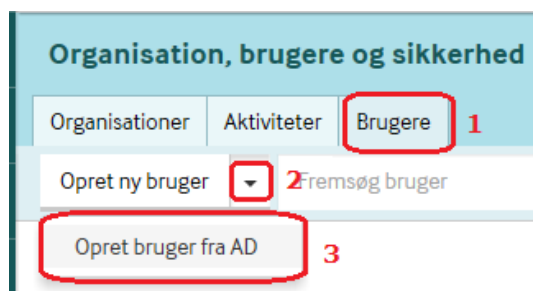 Organisation, brugere og sikkerhed
Organisationer Aktiviteter Brugere 1
Opret ny bruger 2 Fremsøg bruger
Opret bruger fra AD 3